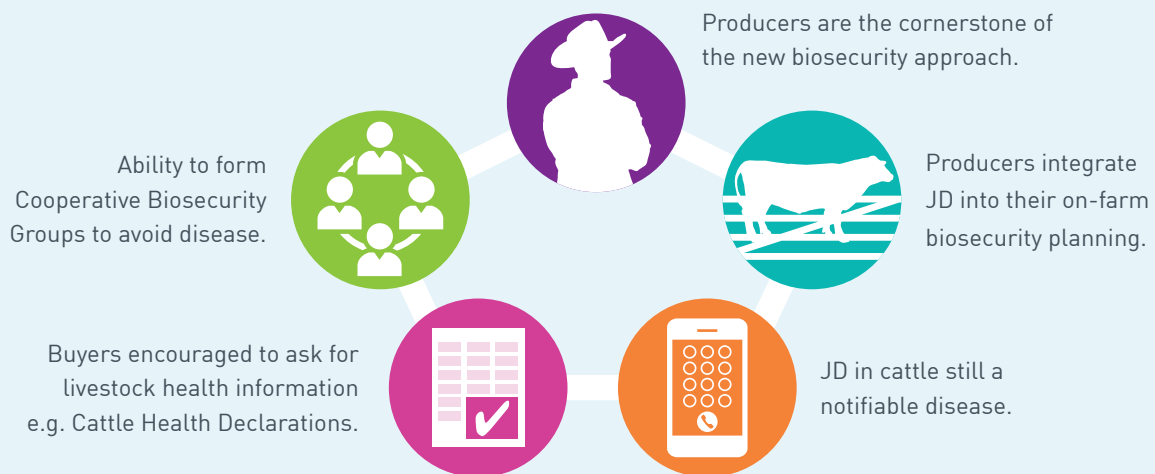 Producers are the cornerstone of
the new biosecurity approach.
Producers integrate
JD into their on-farm
biosecurity planning.
JD in cattle still a
notifiable disease.
Buyers encouraged to ask for
livestock health information
e.g. Cattle Health Declarations.
Ability to form
Cooperative Biosecurity
Groups to avoid disease.